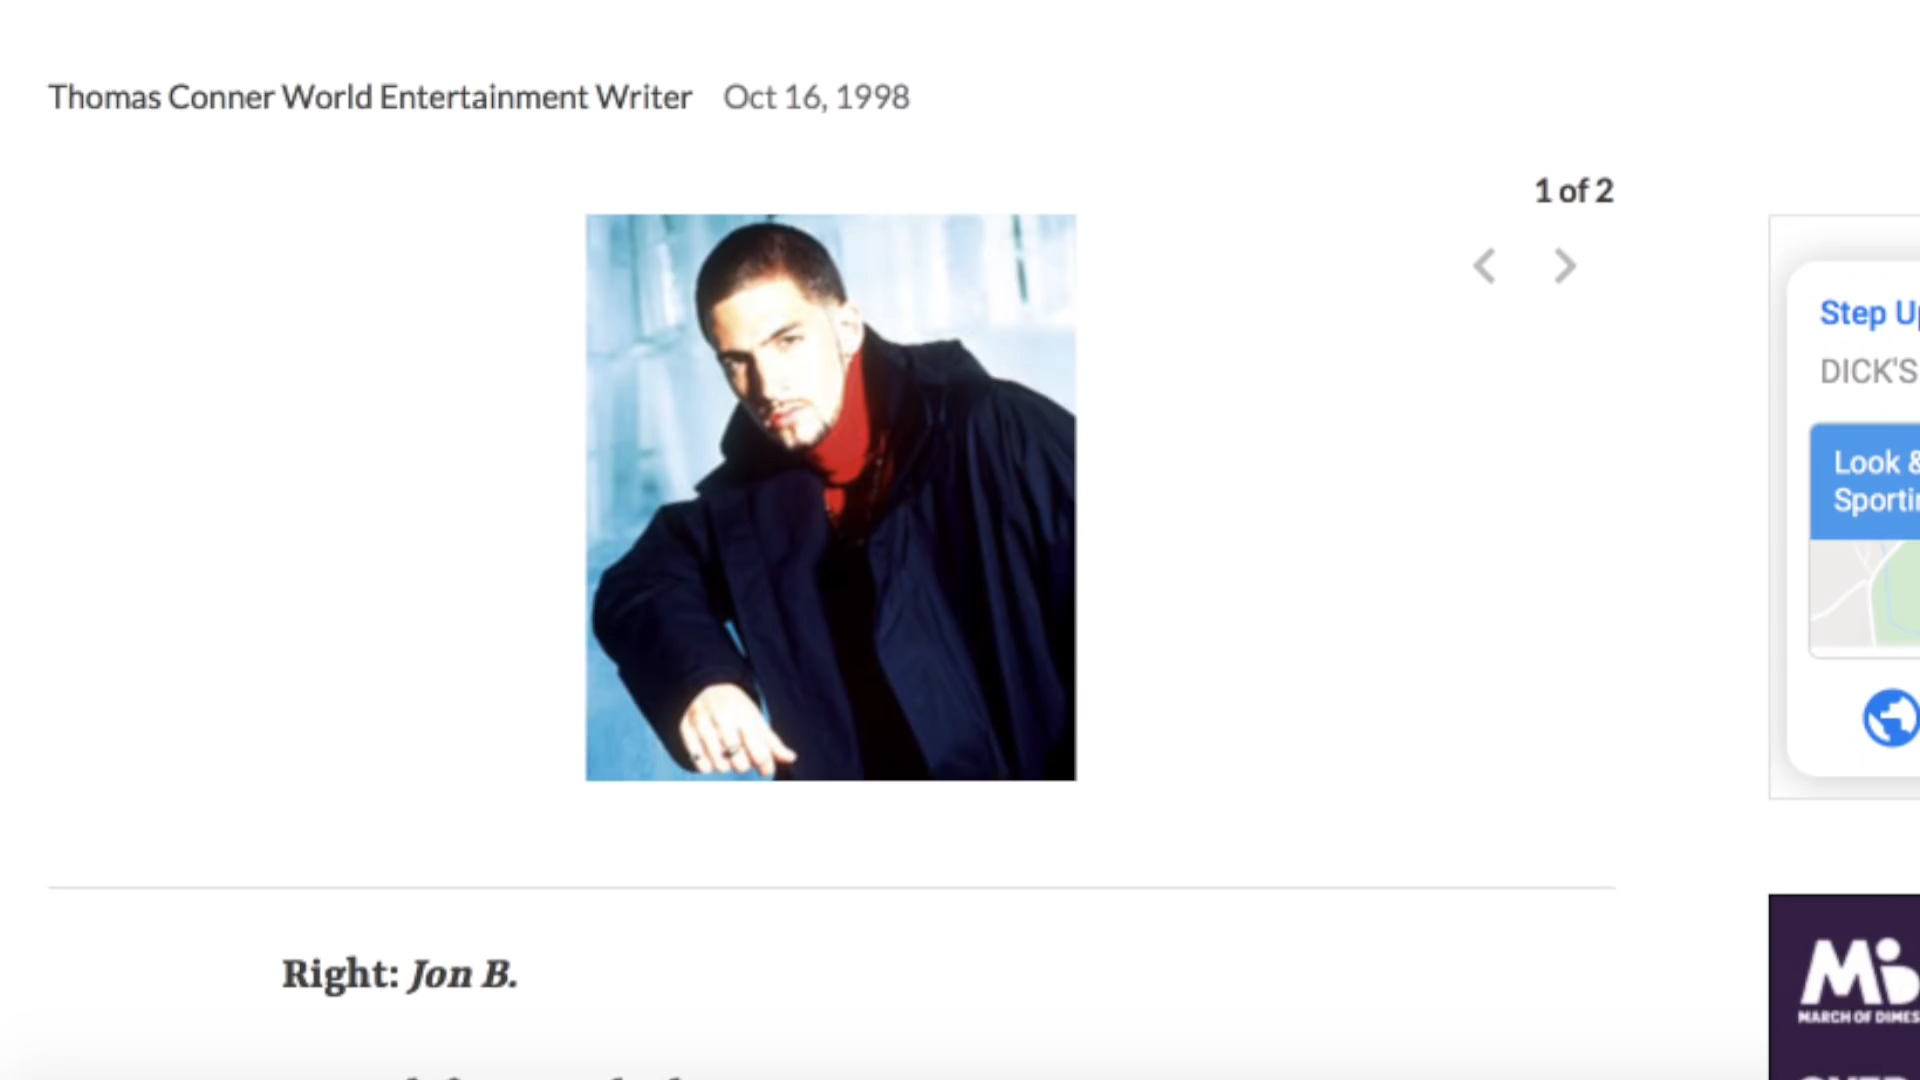 Thomas Conner World Entertainment Writer Oct 16, 1998
1 of 2
Step
DICK'S
Look &
Right: Jon B.
MARCH OF DIMES